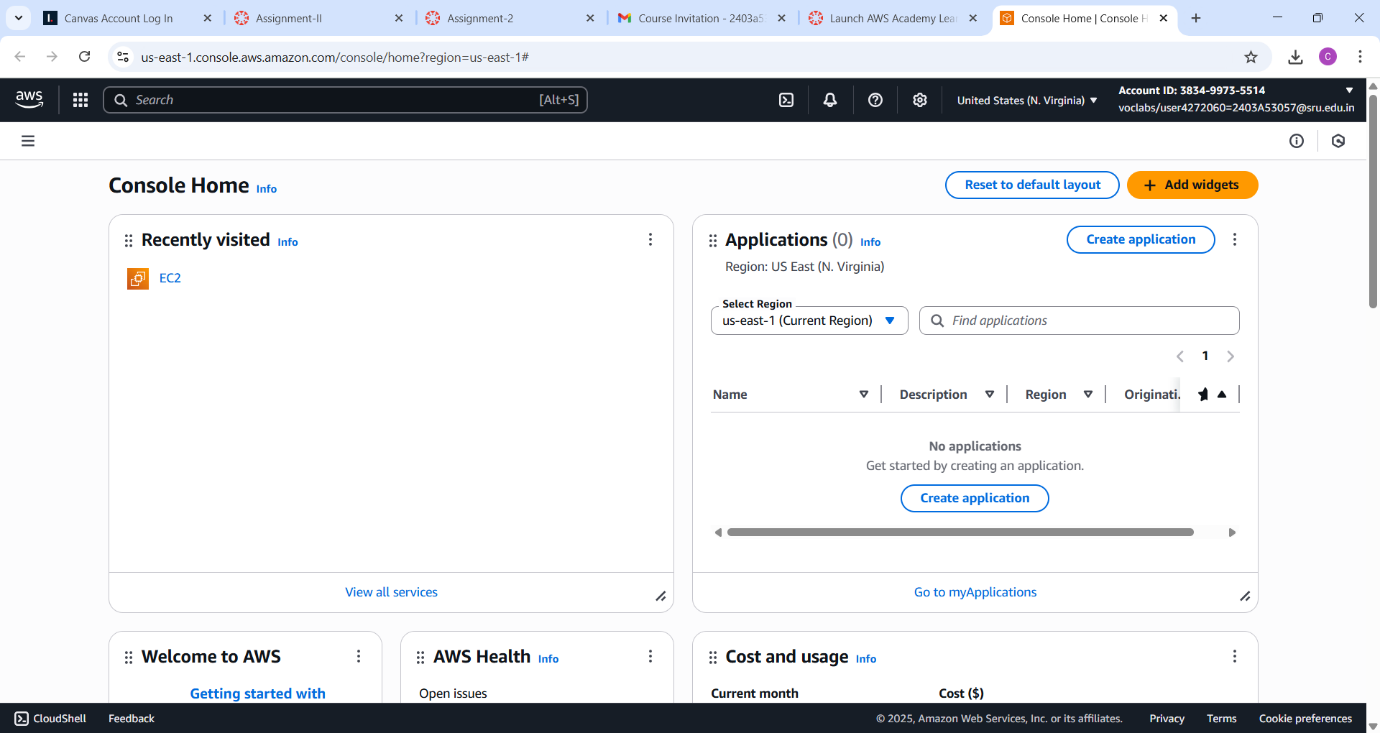 Canvas Account Log In
Assignment-II
Assignment-2
Course Invitation - 2403a5
Launch AWS Academy Lea
Console Home | Console H
us-east-1.console.aws.amazon.com/console/home?region=us-east-1#
C
aws
Search
[Alt+S]
United States (N. Virginia)
Account ID: 3834-9973-5514
voclabs/user4272060=2403A53057@sru.edu.in
Console Home Info
Reset to default layout
+ Add widgets
Recently visited Info
EC2
View all services
Applications (0) Info
Create application
Region: US East (N. Virginia)
Select Region
us-east-1 (Current Region)
Find applications
1
Name Description Region Originati.
No applications
Get started by creating an application.
Create application
Go to myApplications
Welcome to AWS
Getting started with
AWS Health Info
Open issues
Cost and usage Info
Current month Cost ($)
CloudShell Feedback © 2025, Amazon Web Services, Inc. or its affiliates. Privacy Terms Cookie preferences